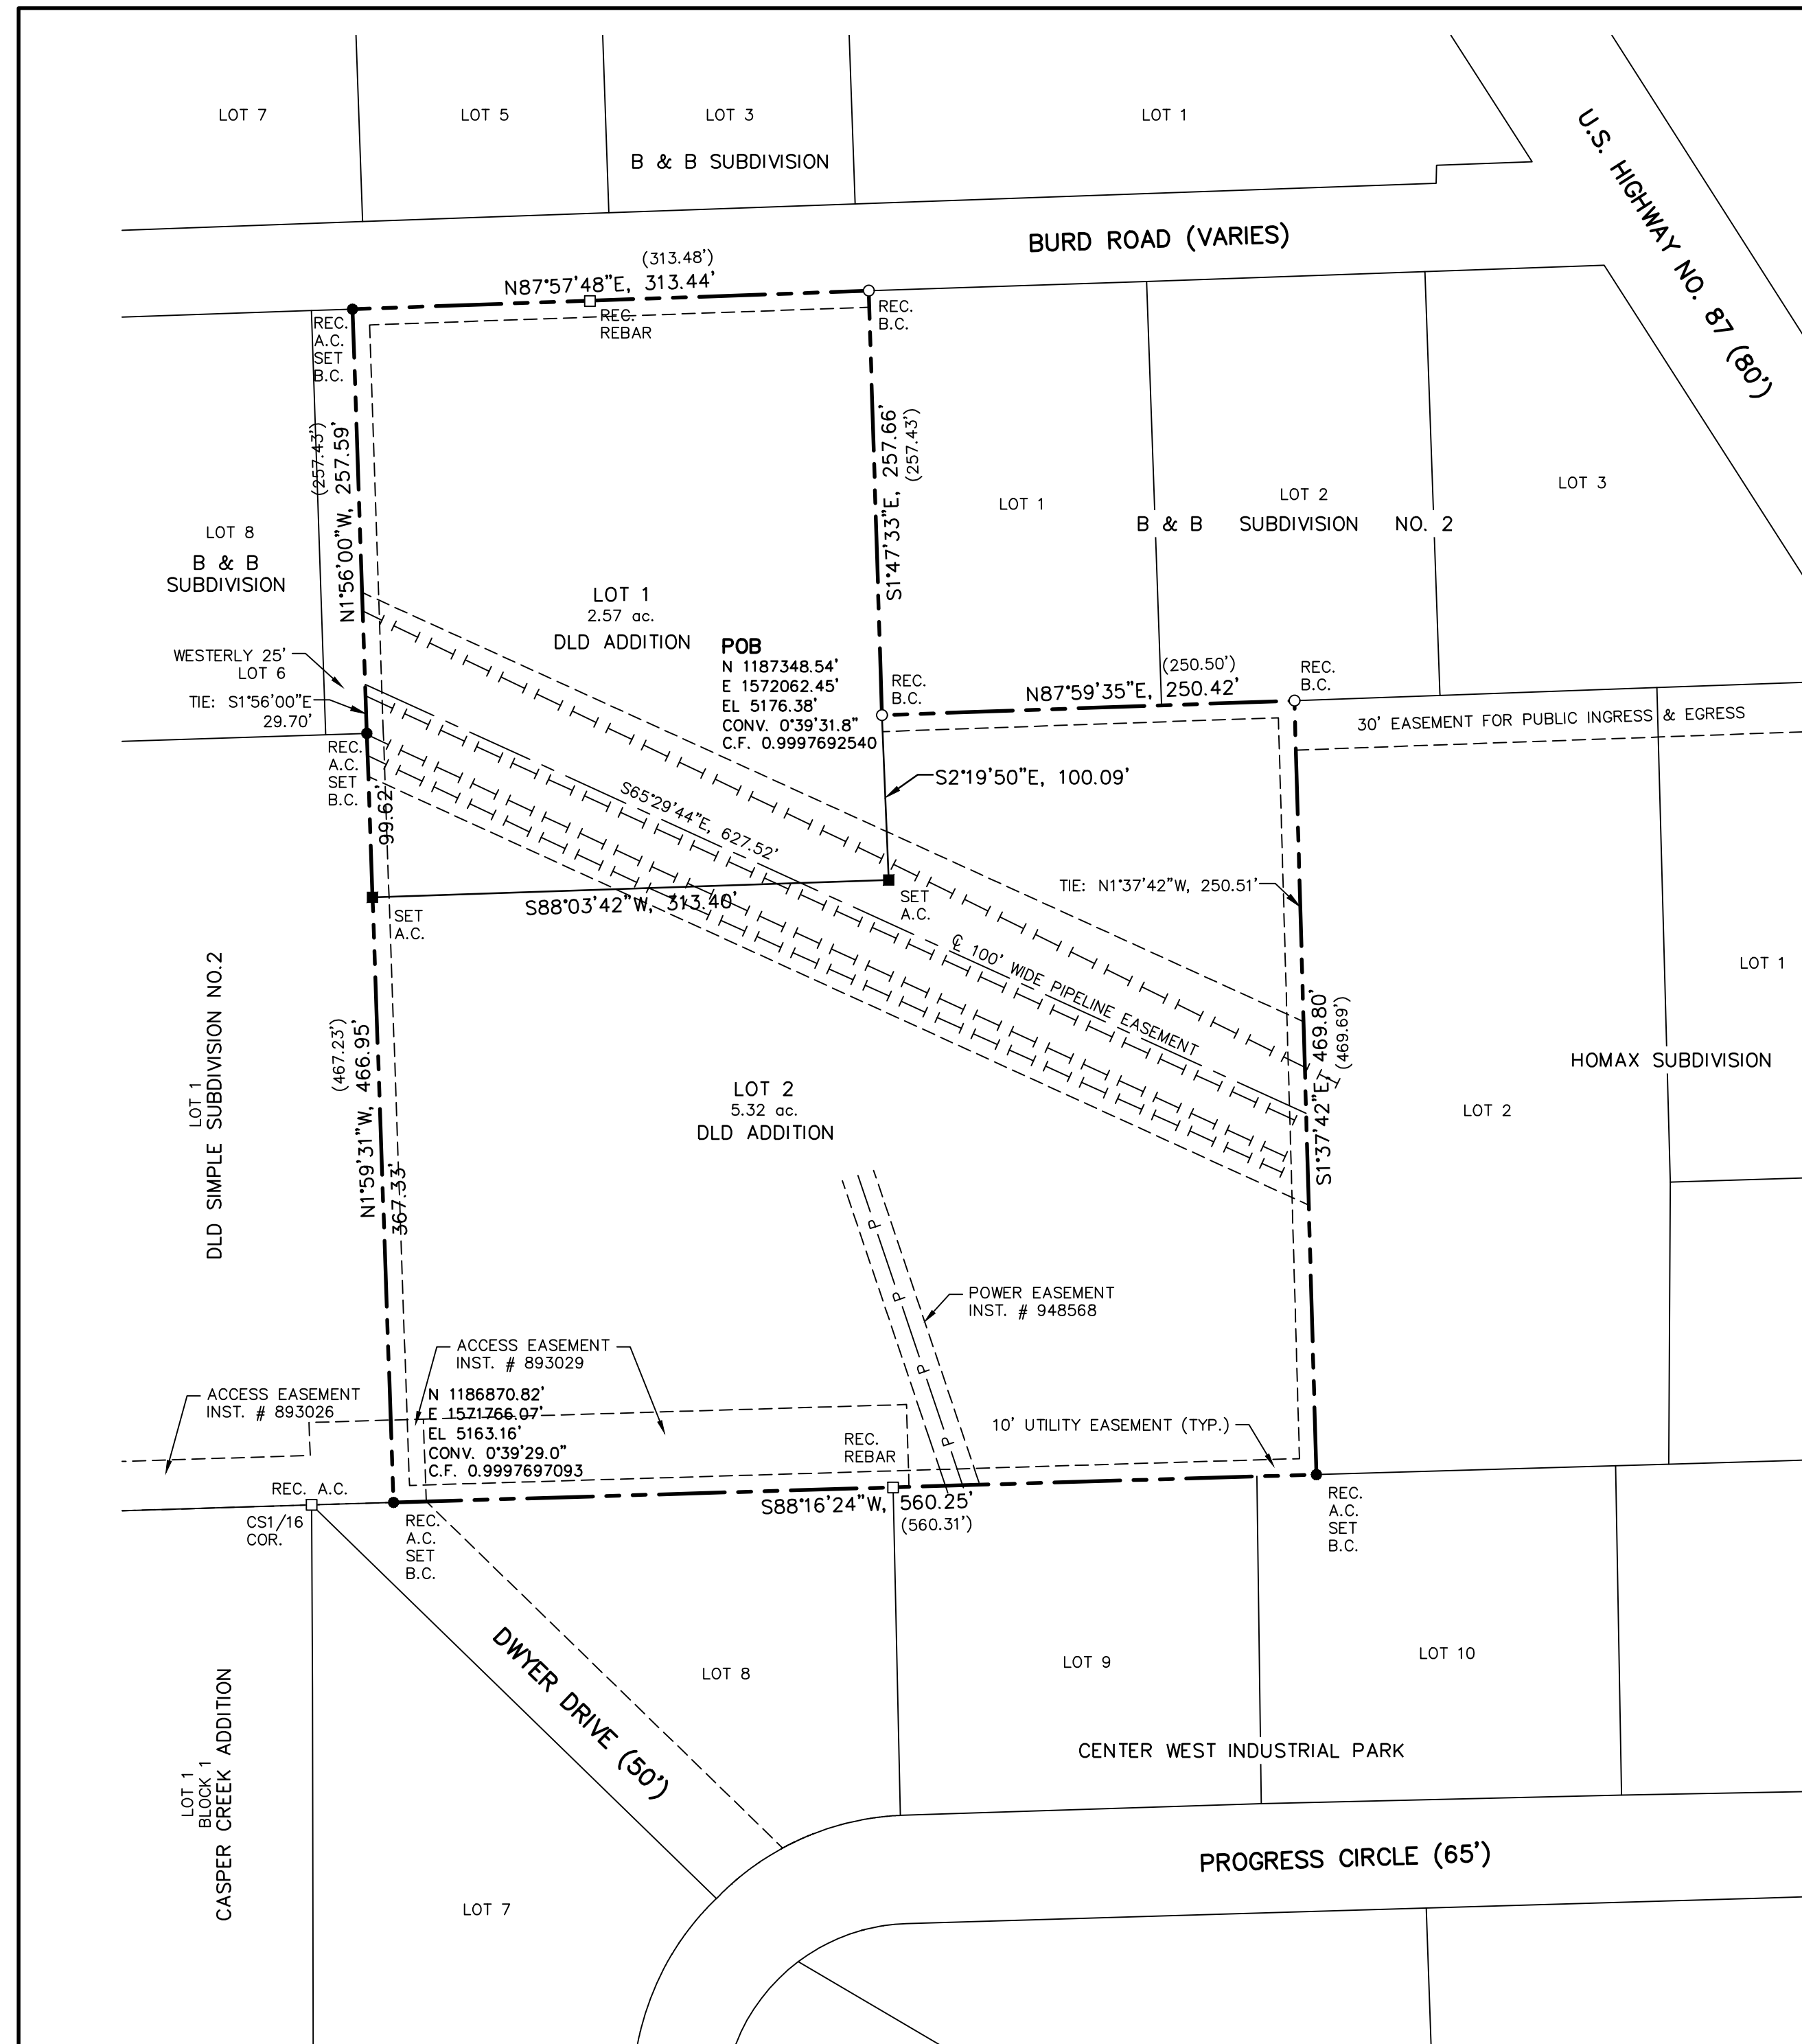 LOT 7
LOT 5
LOT 3
LOT 1
B & B SUBDIVISION
U.S. HIGHWAY NO. 87 (80')
BURD ROAD (VARIES)
(313.48')
N87°57'48"E, 313.44'
REC.
A.C.
SET
B.C.
REC.
REBAR
REC.
B.C.
(257.43')
N1°56'00"W, 257.59'
S1°47'33"E, 257.66'
(257.43')
LOT 1
LOT 2
LOT 3
B & B SUBDIVISION NO. 2
LOT 8
B & B
SUBDIVISION
LOT 1
2.57 ac.
DLD ADDITION
POB
N 1187348.54'
E 1572062.45'
EL 5176.38'
CONV. 0°39'31.8"
C.F. 0.9997692540
WESTERLY 25'
LOT 6
TIE: S1°56'00"E
29.70'
REC.
B.C.
(250.50')
N87°59'35"E, 250.42'
REC.
B.C.
30' EASEMENT FOR PUBLIC INGRESS & EGRESS
REC.
A.C.
SET
B.C.
99.62'
S65°29'44"E, 627.52'
S2°19'50"E, 100.09'
TIE: N1°37'42"W, 250.51'
S88°03'42"W, 313.40'
SET
A.C.
SET
A.C.
℄ 100' WIDE PIPELINE EASEMENT
LOT 1
S1°37'42"E, 469.80'
(469.69')
HOMAX SUBDIVISION
LOT 2
LOT 1
DLD SIMPLE SUBDIVISION NO.2
(467.23')
N1°59'31"W, 466.95'
367.33'
LOT 2
5.32 ac.
DLD ADDITION
P
P
P
P
POWER EASEMENT
INST. # 948568
ACCESS EASEMENT
INST. # 893029
ACCESS EASEMENT
INST. # 893026
N 1186870.82'
E 1571766.07'
EL 5163.16'
CONV. 0°39'29.0"
C.F. 0.9997697093
10' UTILITY EASEMENT (TYP.)
REC.
REBAR
REC. A.C.
CS1/16
COR.
REC.
A.C.
SET
B.C.
S88°16'24"W, 560.25'
(560.31')
REC.
A.C.
SET
B.C.
DWYER DRIVE (50')
LOT 8
LOT 9
LOT 10
CENTER WEST INDUSTRIAL PARK
LOT 1
BLOCK 1
CASPER CREEK ADDITION
PROGRESS CIRCLE (65')
LOT 7